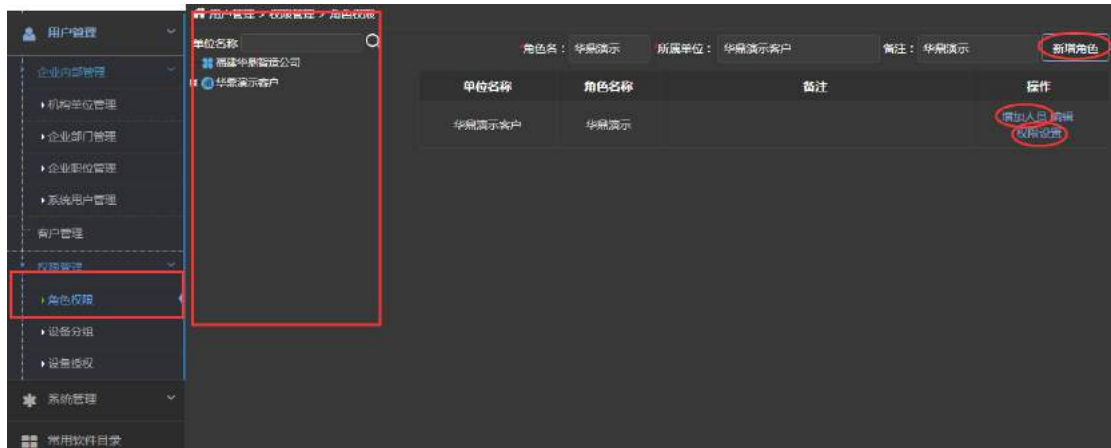 用户管理
企业内部管理
机构单位管理
企业部门管理
企业职位管理
系统用户管理
客户管理
权限管理
角色权限
设备分组
设备授权
系统管理
常用软件目录
用户管理 > 权限管理 > 角色权限
单位名称
福建华鼎智造公司
华鼎演示客户
*角色名： 华鼎演示 *所属单位： 华鼎演示客户 备注： 华鼎演示 新增角色
单位名称 角色名称 备注 操作
华鼎演示客户 华鼎演示 增加人员 编辑
权限设置